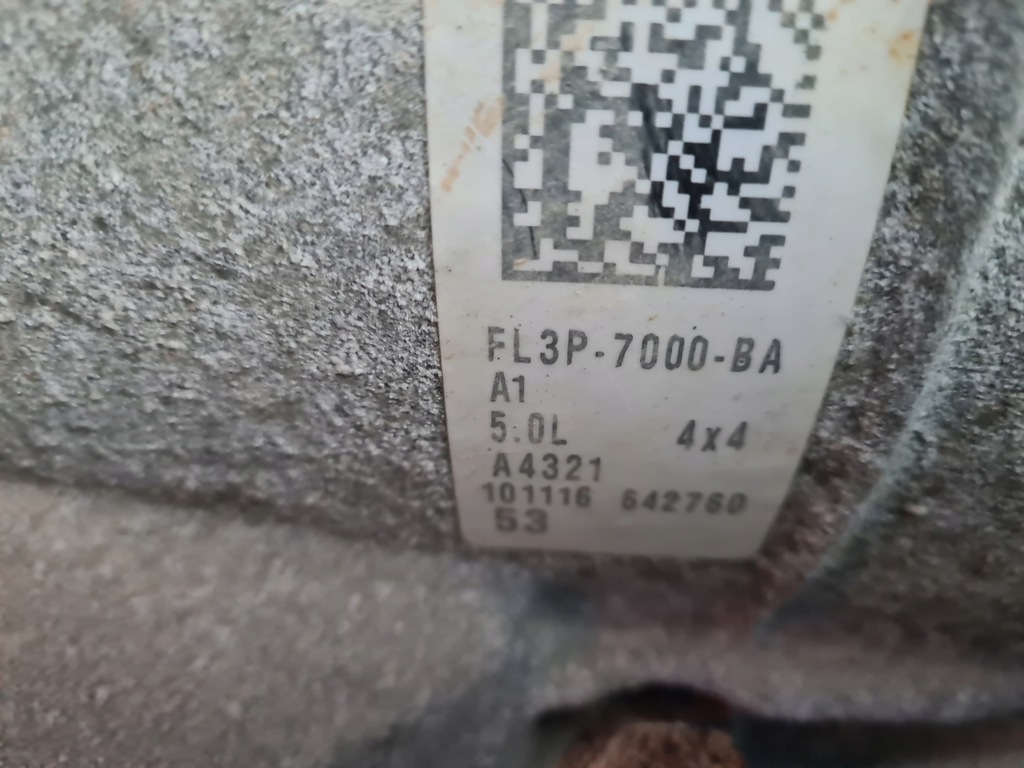 FL3P-7000-BA
A1
5.0L 4x4
A4321
101116 642760
53